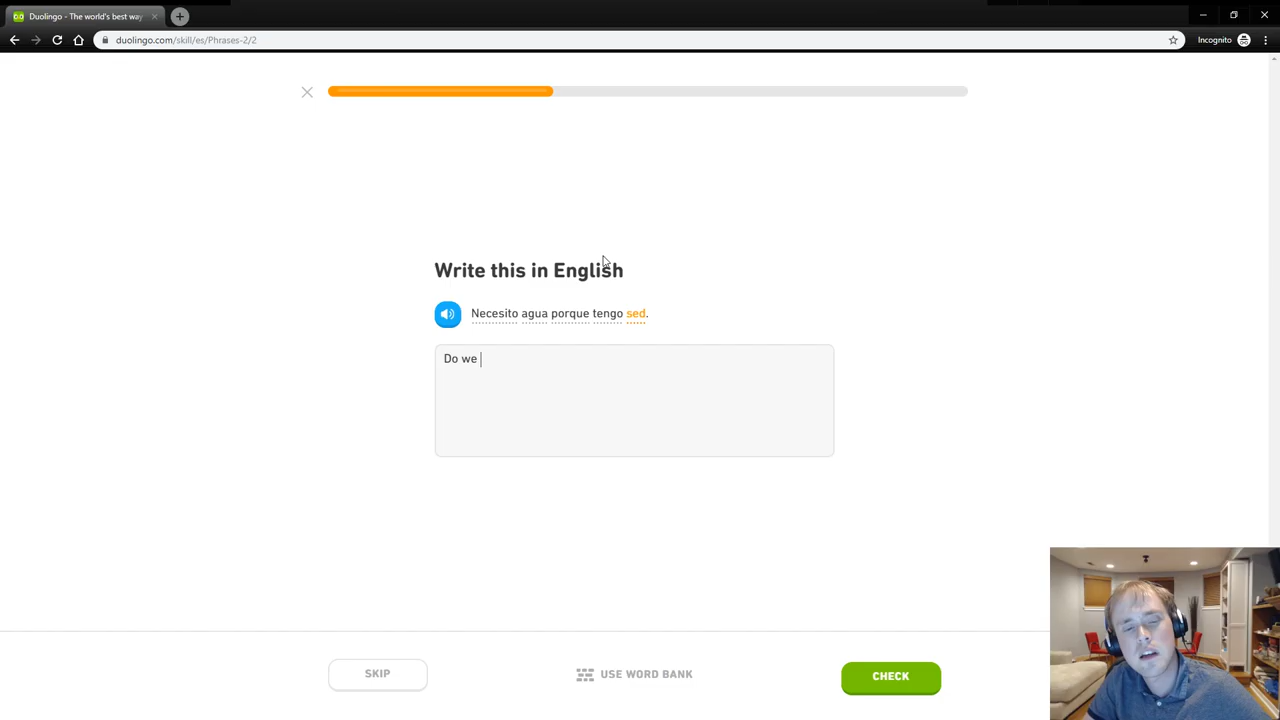 Duolingo - The world's best way
duolingo.com/skill/es/Phrases-2/2
Incognito
Write this in English
Necesito agua porque tengo sed.
Do we
SKIP
USE WORD BANK
CHECK